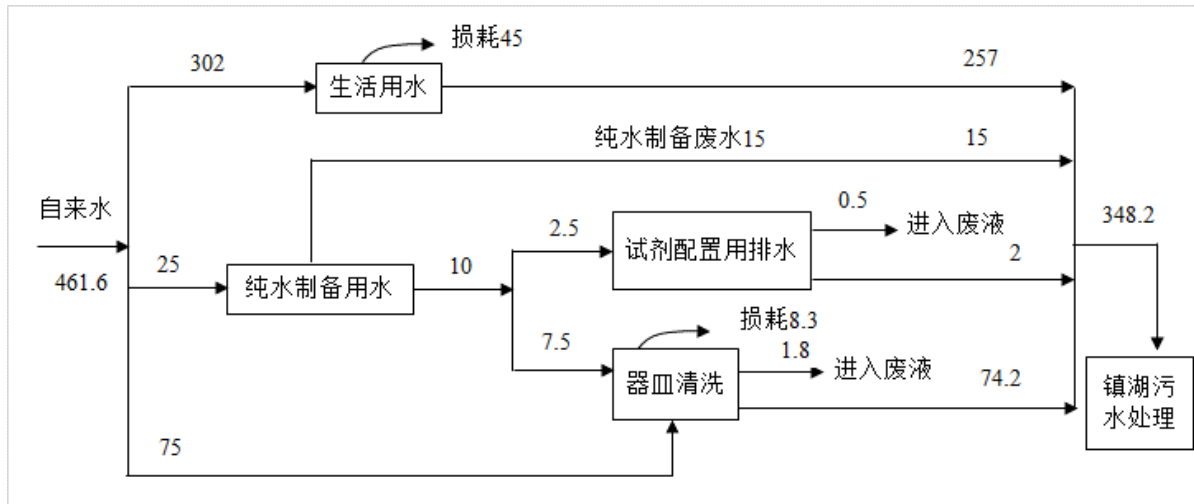 损耗45
302
生活用水
257
纯水制备废水15
15
自来水
461.6
25
纯水制备用水
10
2.5
试剂配置用排水
0.5
进入废液
2
348.2
7.5
损耗8.3
器皿清洗
1.8
进入废液
74.2
镇湖污
水处理
75